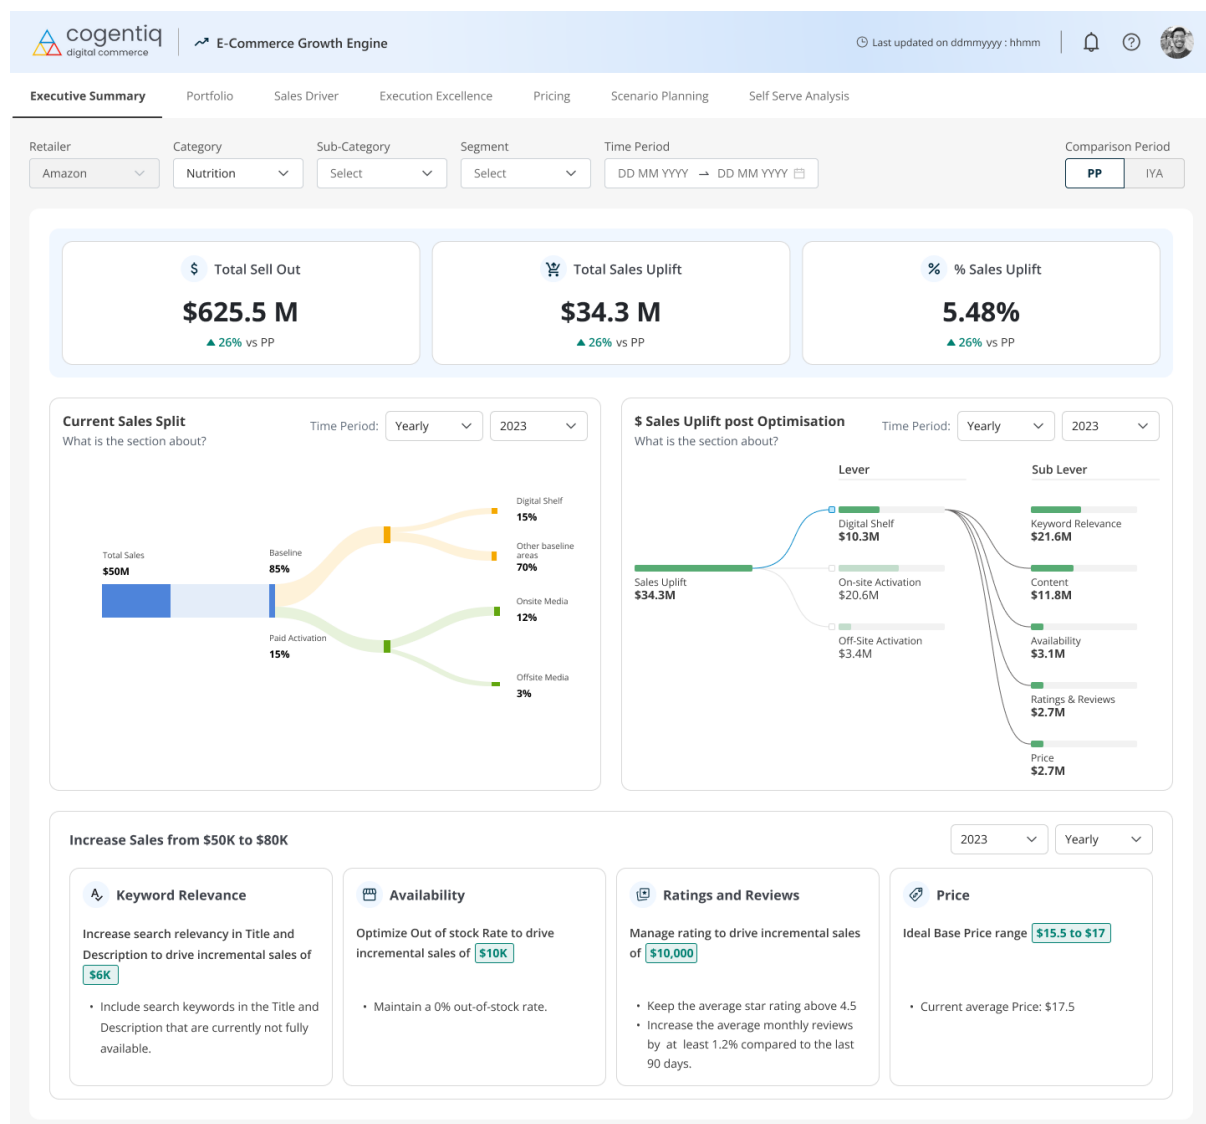 cogentiq
digital commerce
E-Commerce Growth Engine
Last updated on ddmmyyyy : hhmm
Executive Summary
Portfolio
Sales Driver
Execution Excellence
Pricing
Scenario Planning
Self Serve Analysis
Retailer
Category
Sub-Category
Segment
Time Period
Comparison Period
Amazon
Nutrition
Select
Select
DD MM YYYY → DD MM YYYY
PP
IYA
$ Total Sell Out
$625.5 M
▲ 26% vs PP
Total Sales Uplift
$34.3 M
▲ 26% vs PP
% % Sales Uplift
5.48%
▲ 26% vs PP
Current Sales Split
What is the section about?
Time Period:
Yearly
2023
Total Sales
$50M
Baseline
85%
Paid Activation
15%
Digital Shelf
15%
Other baseline
areas
70%
Onsite Media
12%
Offsite Media
3%
$ Sales Uplift post Optimisation
What is the section about?
Time Period:
Yearly
2023
Lever
Sub Lever
Sales Uplift
$34.3M
Digital Shelf
$10.3M
On-site Activation
$20.6M
Off-Site Activation
$3.4M
Keyword Relevance
$21.6M
Content
$11.8M
Availability
$3.1M
Ratings & Reviews
$2.7M
Price
$2.7M
Increase Sales from $50K to $80K
2023
Yearly
Keyword Relevance
Increase search relevancy in Title and
Description to drive incremental sales of
$6K
• Include search keywords in the Title and
Description that are currently not fully
available.
Availability
Optimize Out of stock Rate to drive
incremental sales of $10K
• Maintain a 0% out-of-stock rate.
Ratings and Reviews
Manage rating to drive incremental sales
of $10,000
• Keep the average star rating above 4.5
• Increase the average monthly reviews
by at least 1.2% compared to the last
90 days.
Price
Ideal Base Price range $15.5 to $17
• Current average Price: $17.5